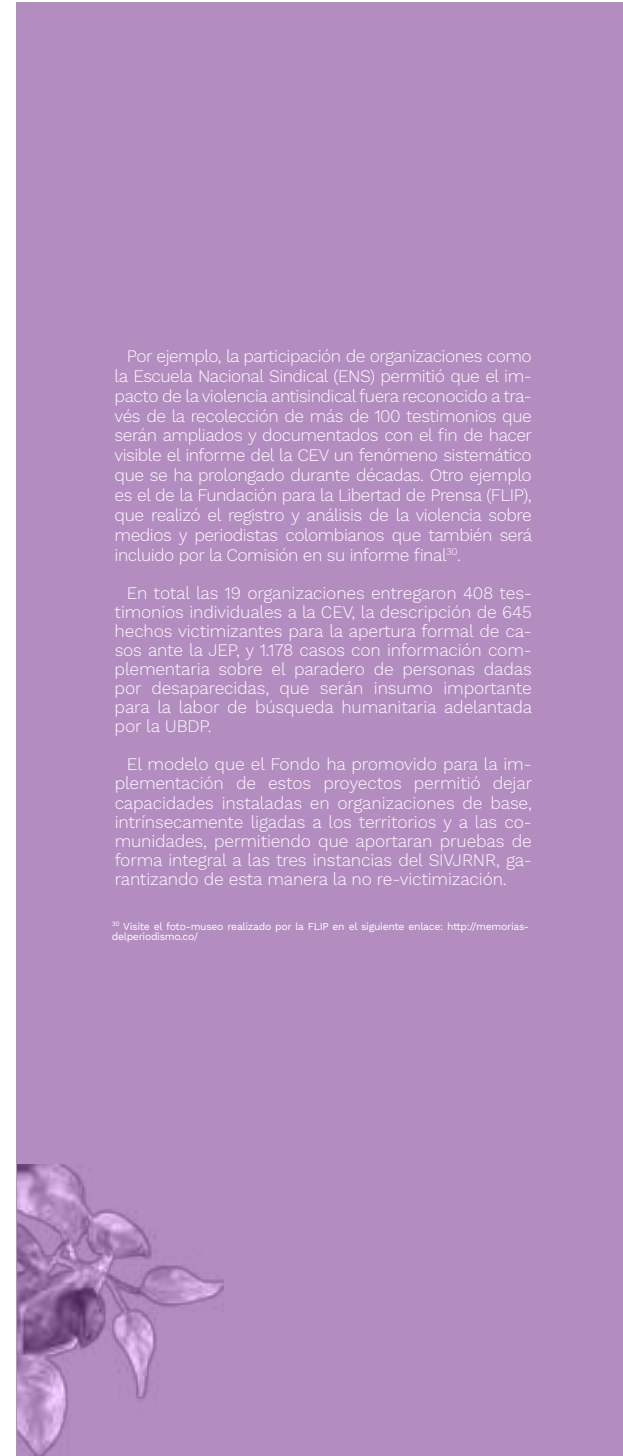 Por ejemplo, la participación de organizaciones como
la Escuela Nacional Sindical (ENS) permitió que el im-
pacto de la violencia antisindical fuera reconocido a tra-
vés de la recolección de más de 100 testimonios que
serán ampliados y documentados con el fin de hacer
visible el informe del la CEV un fenómeno sistemático
que se ha prolongado durante décadas. Otro ejemplo
es el de la Fundación para la Libertad de Prensa (FLIP),
que realizó el registro y análisis de la violencia sobre
medios y periodistas colombianos que también será
incluido por la Comisión en su informe final³⁰.
En total las 19 organizaciones entregaron 408 tes-
timonios individuales a la CEV, la descripción de 645
hechos victimizantes para la apertura formal de ca-
sos ante la JEP, y 1.178 casos con información com-
plementaria sobre el paradero de personas dadas
por desaparecidas, que serán insumo importante
para la labor de búsqueda humanitaria adelantada
por la UBDP.
El modelo que el Fondo ha promovido para la im-
plementación de estos proyectos permitió dejar
capacidades instaladas en organizaciones de base,
intrínsecamente ligadas a los territorios y a las co-
munidades, permitiendo que aportaran pruebas de
forma integral a las tres instancias del SIVJRNR, ga-
rantizando de esta manera la no re-victimización.
³⁰ Visite el foto-museo realizado por la FLIP en el siguiente enlace: http://memorias-
delperiodismo.co/